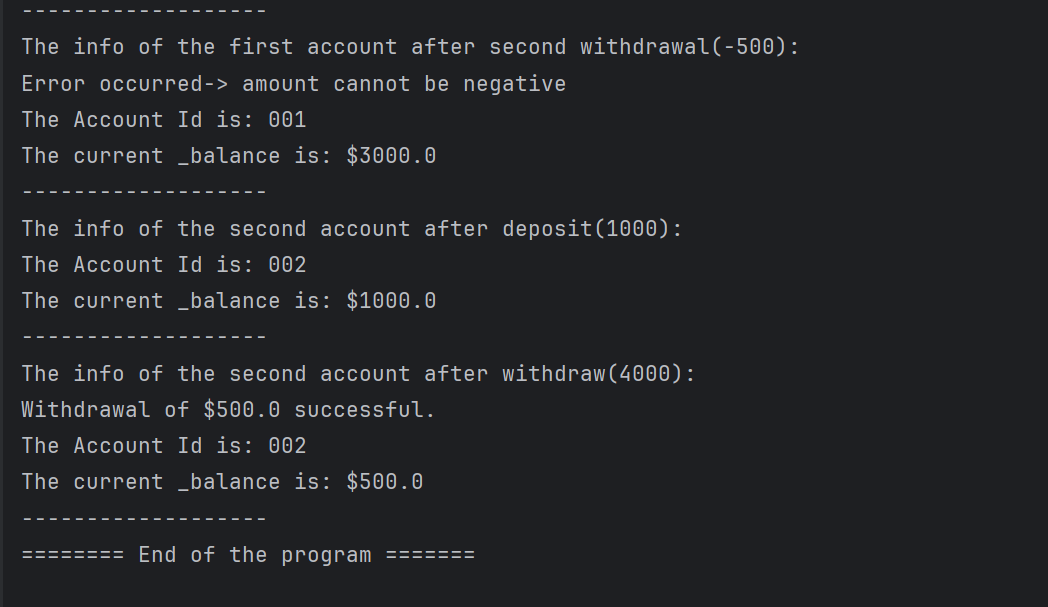 -------------------
The info of the first account after second withdrawal(-500):
Error occurred-> amount cannot be negative
The Account Id is: 001
The current _balance is: $3000.0
-------------------
The info of the second account after deposit(1000):
The Account Id is: 002
The current _balance is: $1000.0
-------------------
The info of the second account after withdraw(4000):
Withdrawal of $500.0 successful.
The Account Id is: 002
The current _balance is: $500.0
-------------------
======== End of the program =======